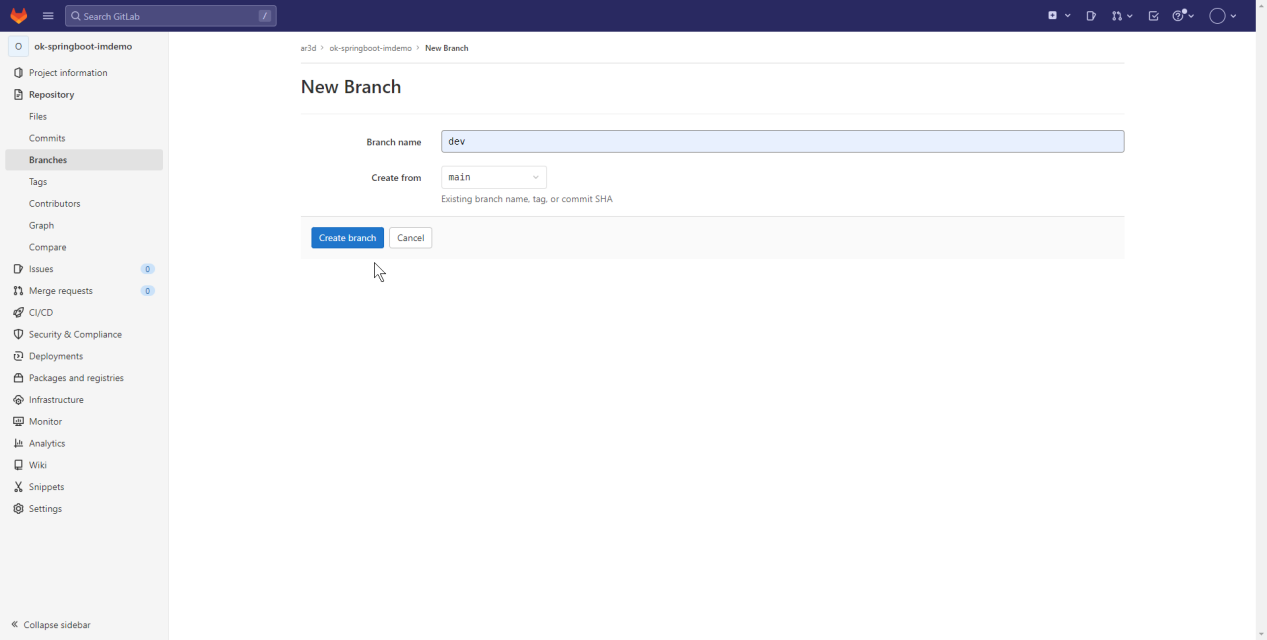 Search GitLab /
ok-springboot-imdemo
O
Project information
Repository
Files
Commits
Branches
Tags
Contributors
Graph
Compare
Issues 0
Merge requests 0
CI/CD
Security & Compliance
Deployments
Packages and registries
Infrastructure
Monitor
Analytics
Wiki
Snippets
Settings
Collapse sidebar
ar3d › ok-springboot-imdemo › New Branch
New Branch
Branch name dev
Create from main
Existing branch name, tag, or commit SHA
Create branch Cancel